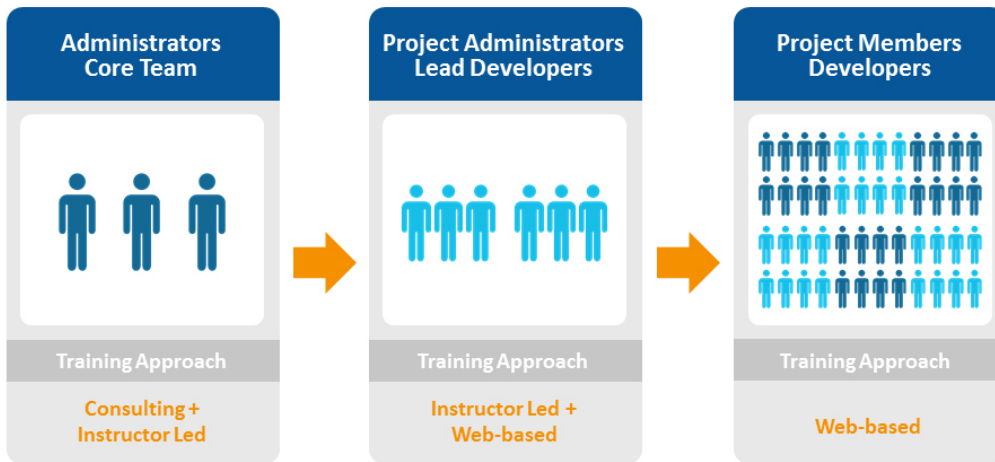 Administrators
Core Team
Training Approach
Consulting +
Instructor Led
Project Administrators
Lead Developers
Training Approach
Instructor Led +
Web-based
Project Members
Developers
Training Approach
Web-based